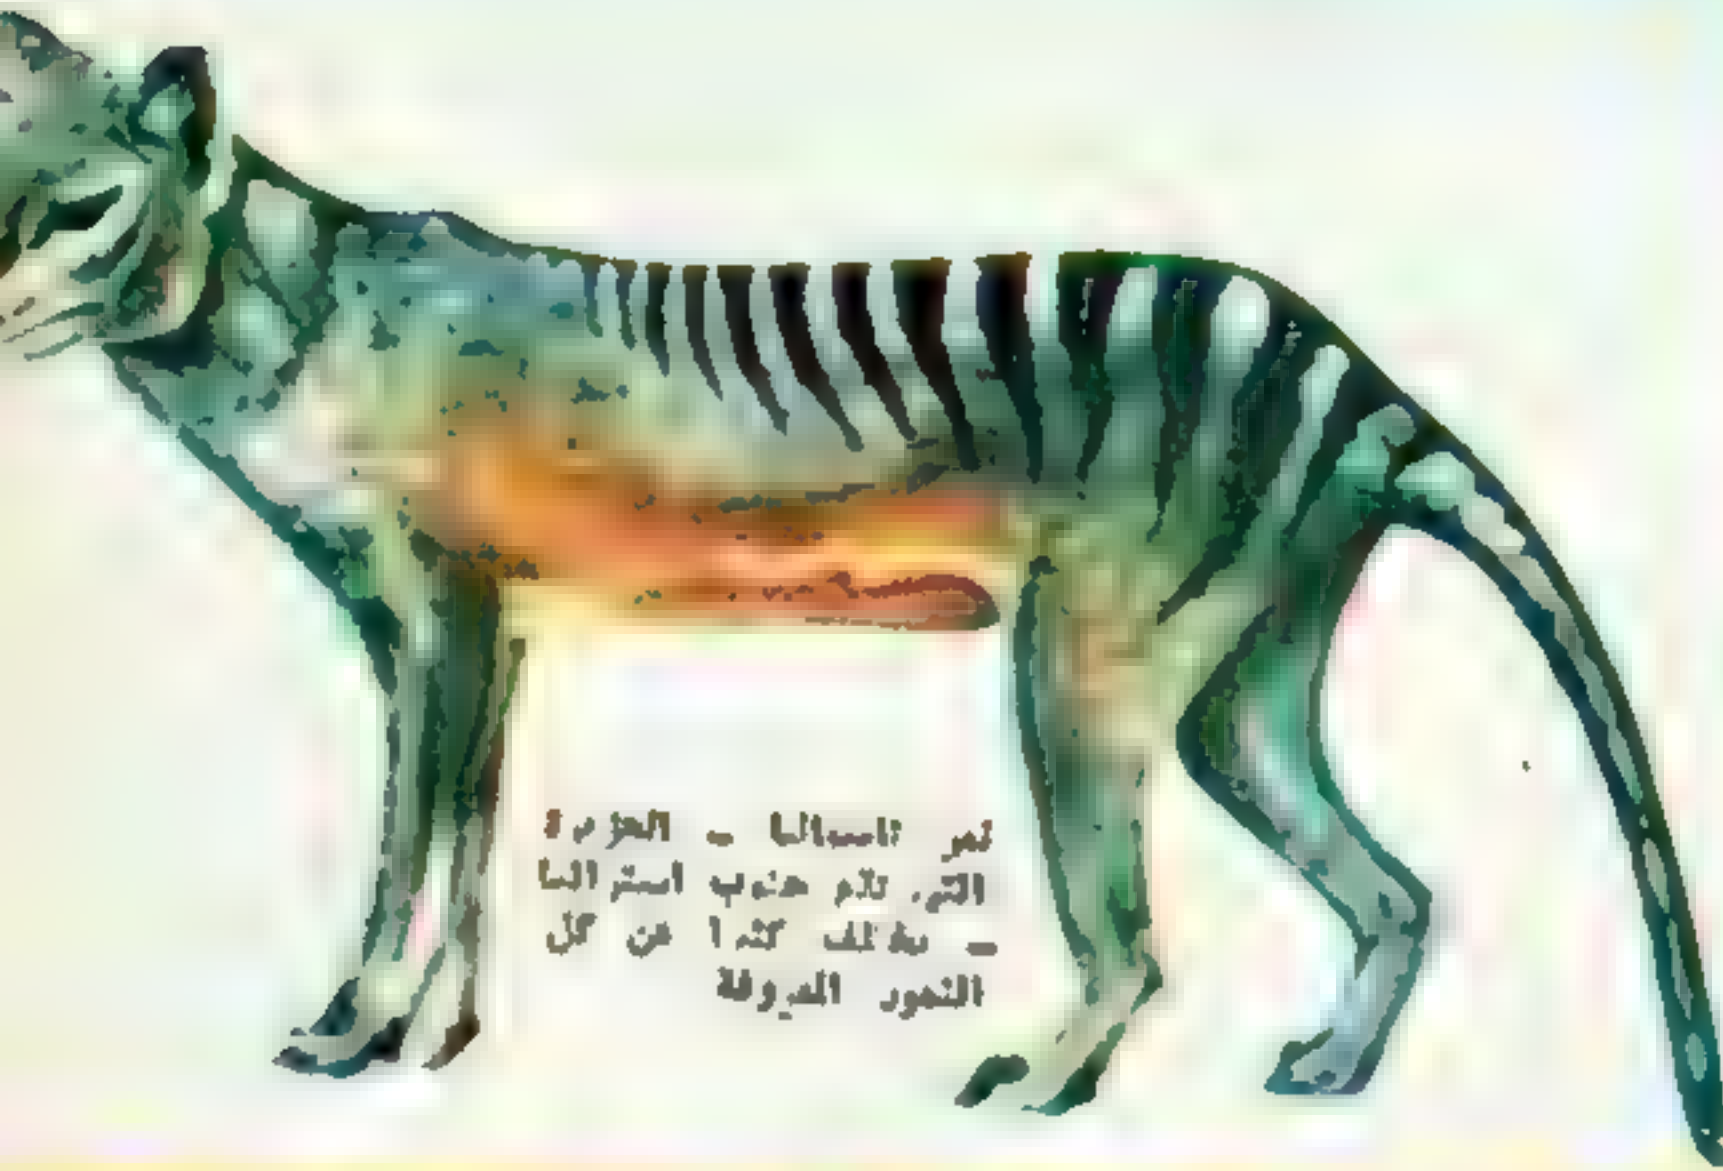 نمر تاسمانيا – الجزيرة
التي تقع جنوب استراليا
– يختلف كثيرا عن كل
النمور المعروفة